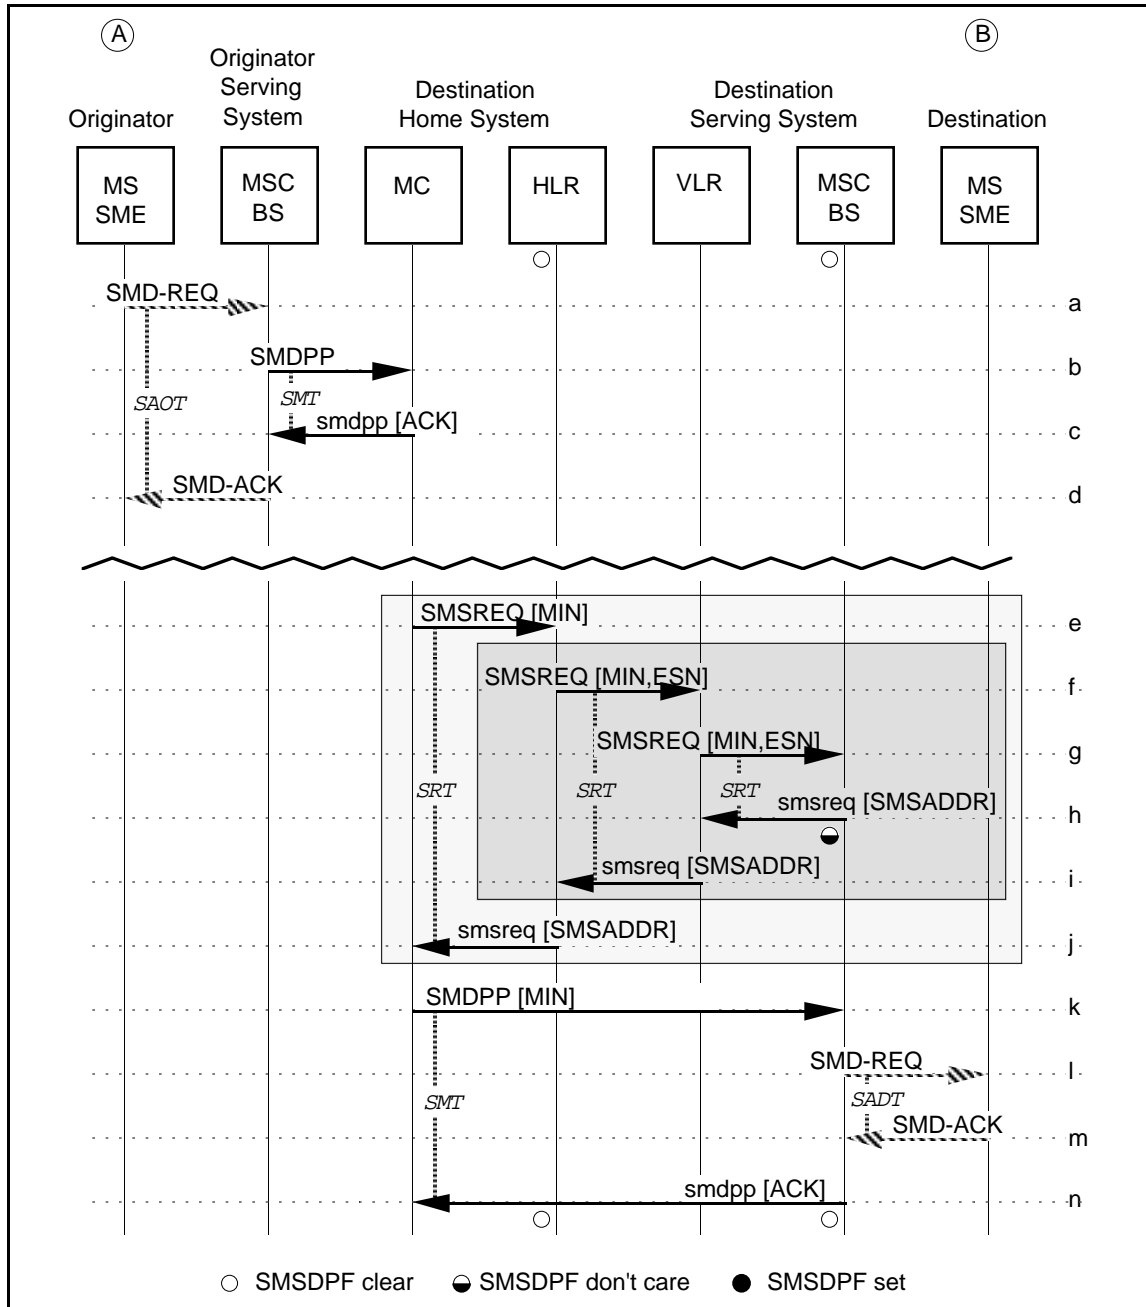 A
B
Originator
Serving
System
Originator
Destination
Home System
Destination
Serving System
Destination
MS
SME
MSC
BS
MC
HLR
VLR
MSC
BS
MS
SME
SMD-REQ
a
SMDPP
b
SAOT
SMT
smdpp [ACK]
c
SMD-ACK
d
SMSREQ [MIN]
e
SMSREQ [MIN,ESN]
f
SMSREQ [MIN,ESN]
g
SRT
SRT
SRT
smsreq [SMSADDR]
h
smsreq [SMSADDR]
i
smsreq [SMSADDR]
j
SMDPP [MIN]
k
SMD-REQ
l
SMT
SADT
SMD-ACK
m
smdpp [ACK]
n
SMSDPF clear
SMSDPF don't care
SMSDPF set